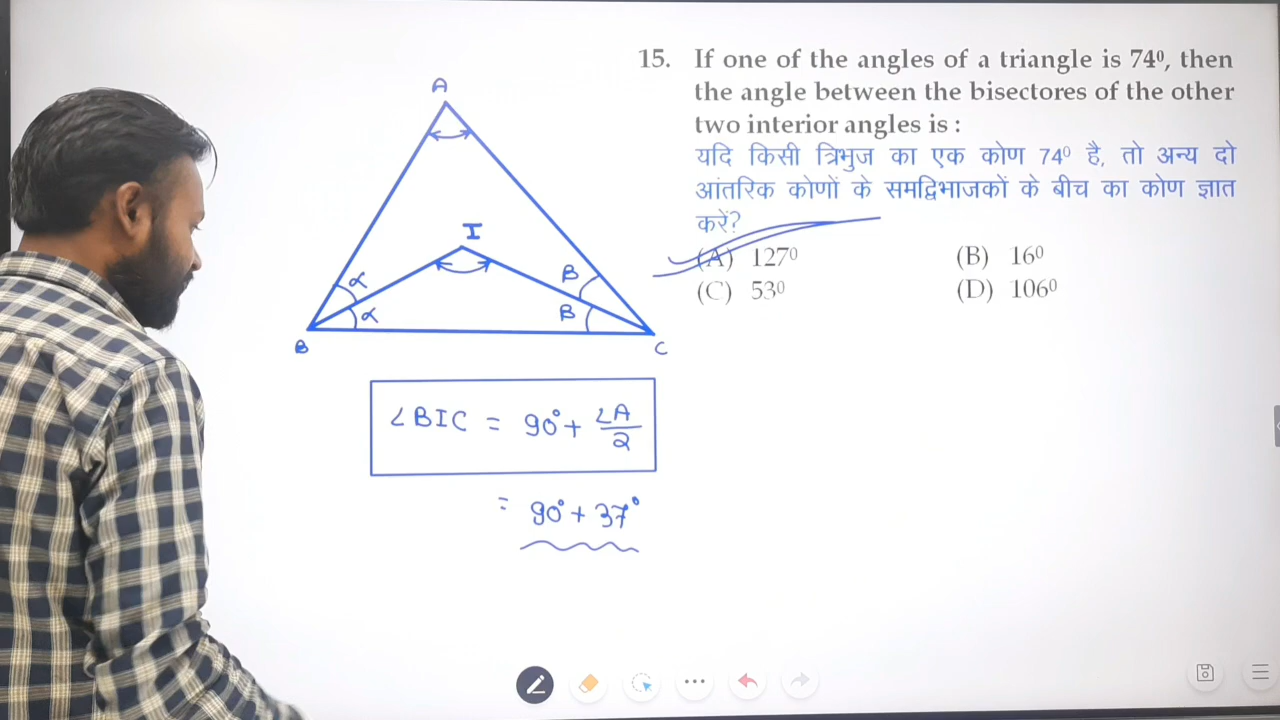 15. If one of the angles of a triangle is 74⁰, then
the angle between the bisectores of the other
two interior angles is :
यदि किसी त्रिभुज का एक कोण 74⁰ है, तो अन्य दो
आंतरिक कोणों के समद्विभाजकों के बीच का कोण ज्ञात
करें?
(A) 127⁰ (B) 16⁰
(C) 53⁰ (D) 106⁰
A
I
α
α
β
β
B
C
∠BIC = 90° + ∠A/2
= 90° + 37°